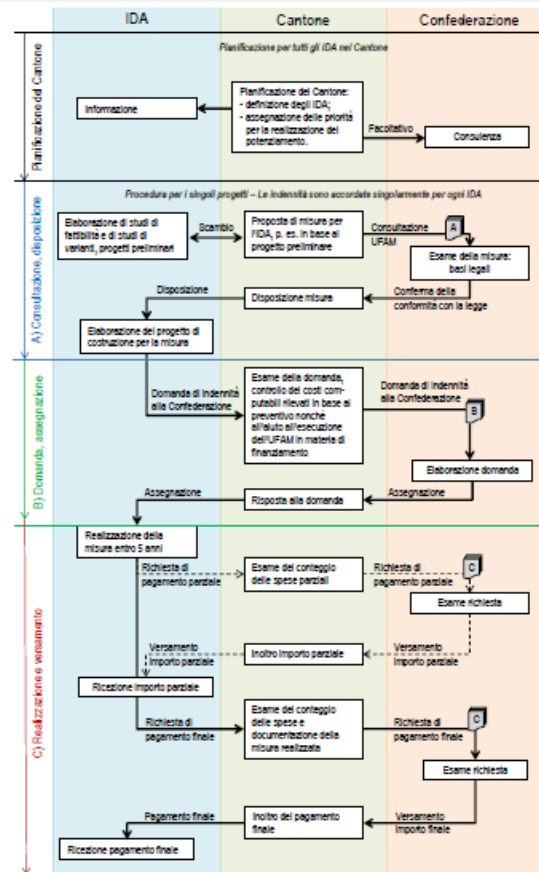 IDA
Cantone
Confederazione
Pianificazione del Cantone
Pianificazione per tutti gli IDA nel Cantone
Informazione
Pianificazione del Cantone:
- definizione degli IDA;
- assegnazione delle priorità
per la realizzazione del
potenziamento.
Facoltativo
Consulenza
A) Consultazione, disposizione
Procedura per i singoli progetti – Le indennità sono accordate singolarmente per ogni IDA
Elaborazione di studi di
fattibilità e di studi di
varianti, progetti preliminari
Scambio
Proposta di misura per
l'IDA, p. es. in base al
progetto preliminare
Consultazione
UFAM
A
Esame della misura:
basi legali
Disposizione
Disposizione misura
Conferma della
conformità con la legge
Elaborazione del progetto di
costruzione per la misura
B) Domanda, assegnazione
Domanda di indennità
alla Confederazione
Esame della domanda,
controllo dei costi com-
putabili rilevati in base al
preventivo nonché
all'aiuto all'esecuzione
dell'UFAM in materia di
finanziamento
Domanda di indennità
alla Confederazione
B
Elaborazione domanda
Assegnazione
Risposta alla domanda
Assegnazione
C) Realizzazione e versamento
Realizzazione della
misura entro 5 anni
Richiesta di
pagamento parziale
Esame del conteggio
delle spese parziali
Richiesta di
pagamento parziale
C
Esame richiesta
Versamento
importo parziale
Inoltro importo parziale
Versamento
importo parziale
Ricezione importo parziale
Richiesta di
pagamento finale
Esame del conteggio
delle spese e
documentazione della
misura realizzata
Richiesta di
pagamento finale
C
Esame richiesta
Pagamento finale
Inoltro del pagamento
finale
Versamento
importo finale
Ricezione pagamento finale